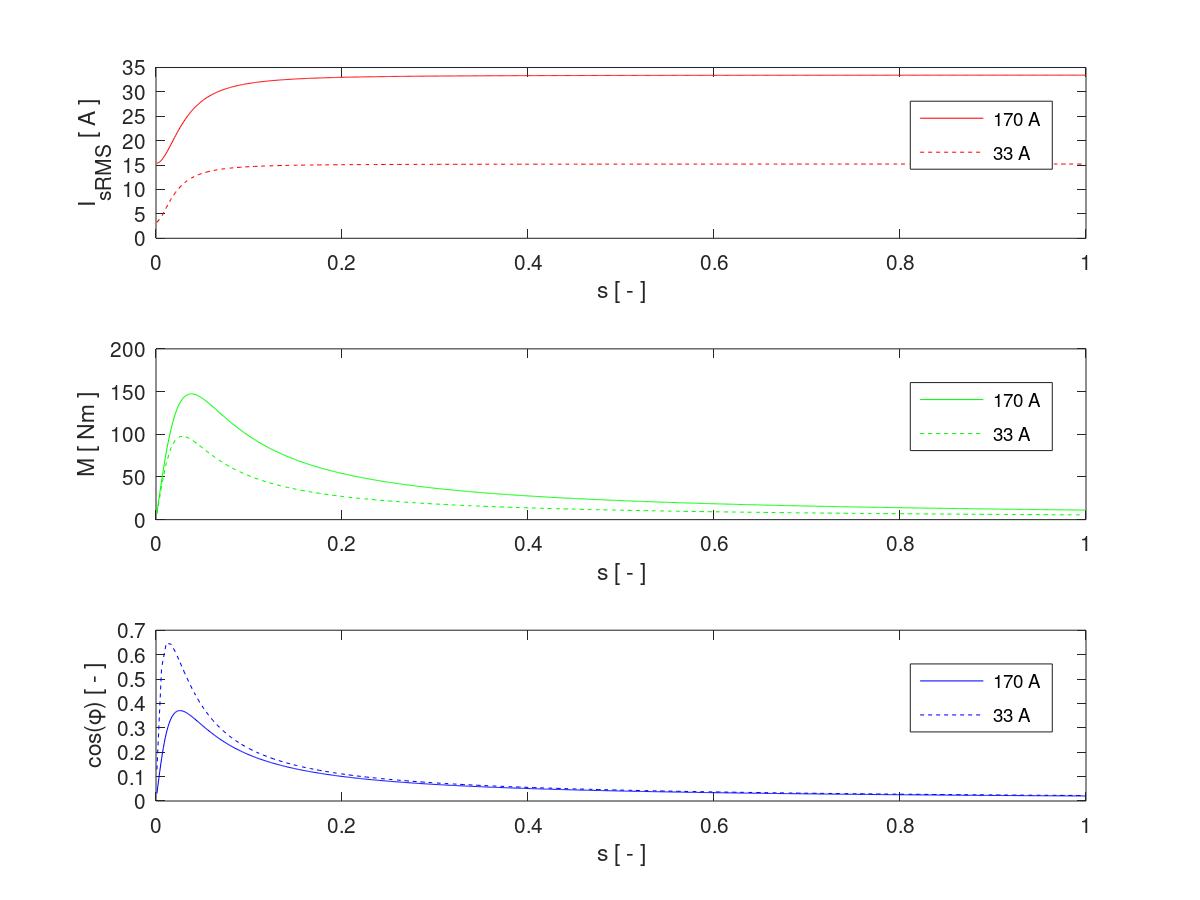 35
30
25
20
15
10
5
0
I_sRMS [ A ]
170 A
33 A
0 0.2 0.4 0.6 0.8 1
s [ - ]
200
150
100
50
0
M [ Nm ]
170 A
33 A
0 0.2 0.4 0.6 0.8 1
s [ - ]
0.7
0.6
0.5
0.4
0.3
0.2
0.1
0
cos(φ) [ - ]
170 A
33 A
0 0.2 0.4 0.6 0.8 1
s [ - ]